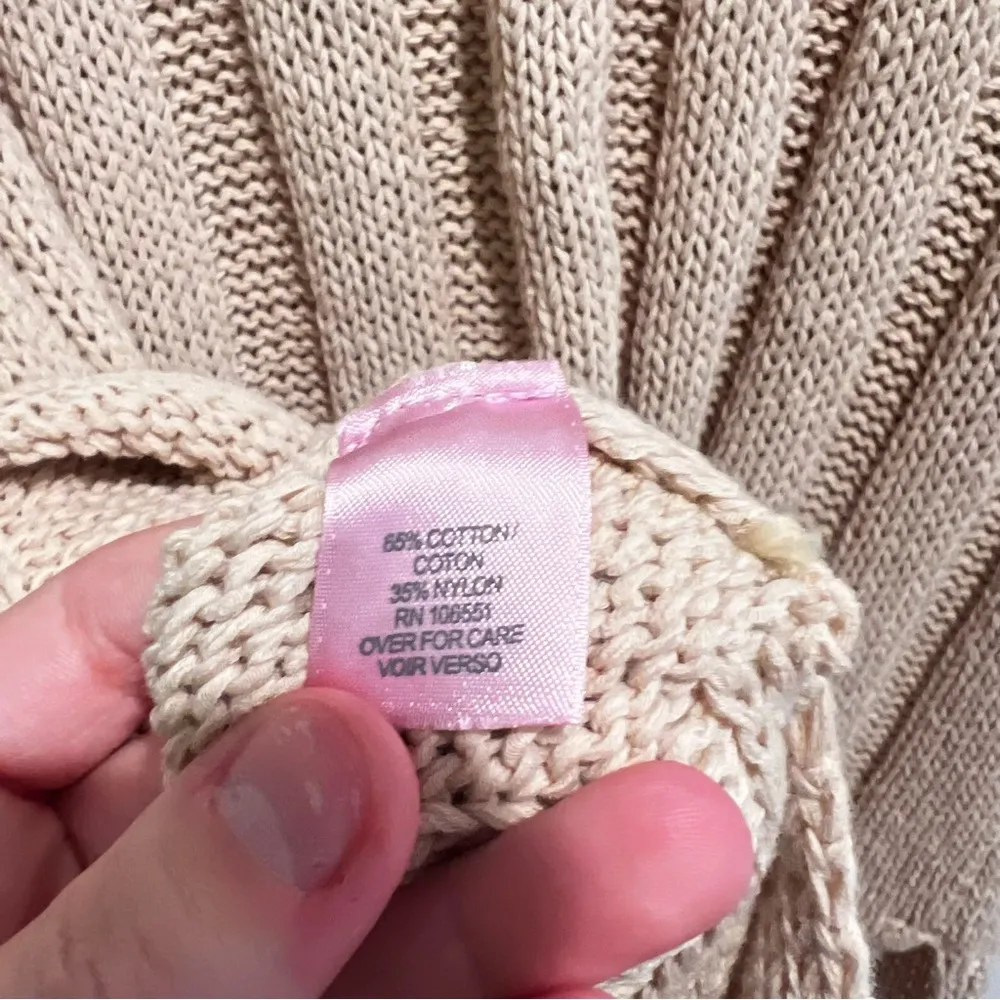 65% COTTON/
COTON
35% NYLON
RN 106551
OVER FOR CARE
VOIR VERSO